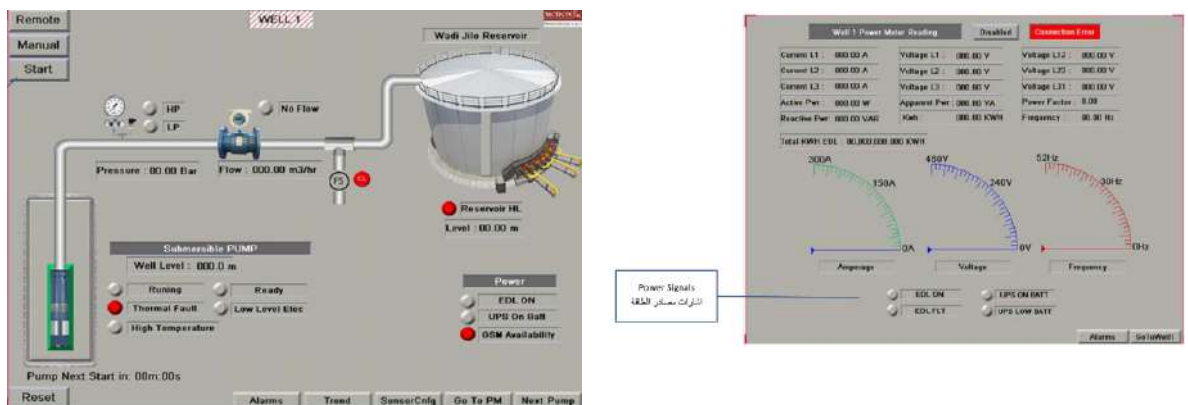 Remote
Manual
Start
WELL 1
Wadi Jilo Reservoir
HP
LP
No Flow
Pressure : 00.00 Bar
Flow : 000.00 m3/hr
FS
Reservoir HL
Level : 00.00 m
Submersible PUMP
Well Level : 000.0 m
Runing
Ready
Thermal Fault
Low Level Elec
High Temperature
Power
EDL ON
UPS On Batt
GSM Availability
Pump Next Start in: 00m:00s
Reset
Alarms
Trend
SensorCnfg
Go To PM
Next Pump
Well 1 Power Meter Reading
Disabled
Connection Error
Current L1 : 000.00 A
Voltage L1 : 000.00 V
Voltage L12 : 000.00 V
Current L2 : 000.00 A
Voltage L2 : 000.00 V
Voltage L23 : 000.00 V
Current L3 : 000.00 A
Voltage L3 : 000.00 V
Voltage L31 : 000.00 V
Active Pwr: 000.00 W
Apparent Pwr: 000.00 VA
Power Factor : 0.00
Reactive Pwr: 000.00 VAR
Kwh : 000.00 KWH
Frequency : 00.00 Hz
Total KWH EDL : 00,000,000.000 KWH
300A
150A
0A
480V
240V
0V
52Hz
30Hz
0Hz
Amperage
Voltage
Frequency
Power Signals
اشارات مصادر الطاقة
EDL ON
UPS ON BATT
EDL FLT
UPS LOW BATT
Alarms
GoToWell1